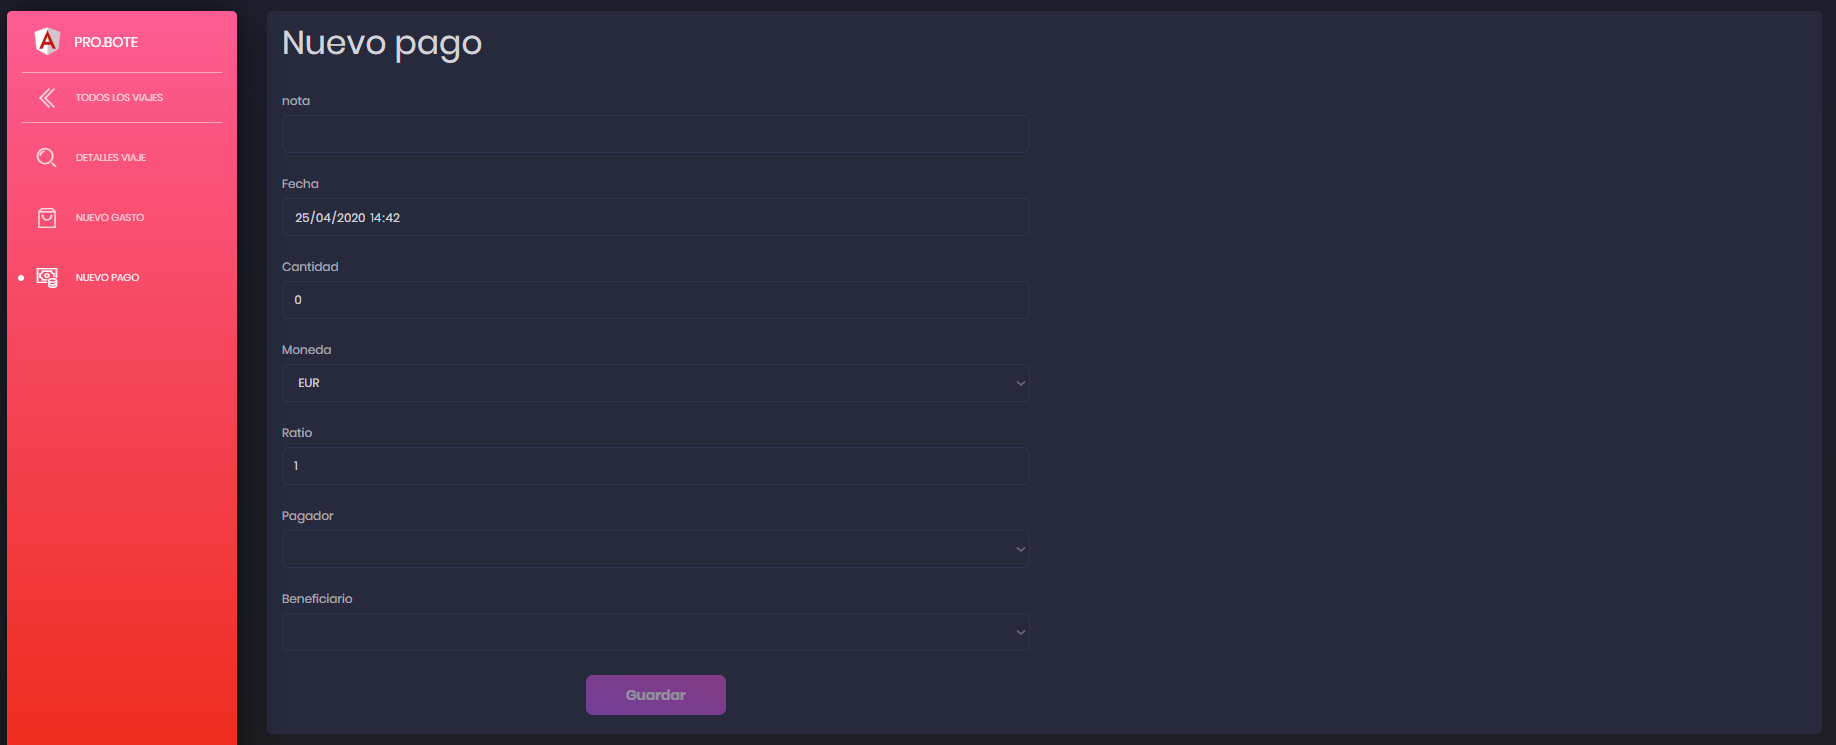 PRO.BOTE
TODOS LOS VIAJES
DETALLES VIAJE
NUEVO GASTO
NUEVO PAGO
Nuevo pago
nota
Fecha
25/04/2020 14:42
Cantidad
0
Moneda
EUR
Ratio
1
Pagador
Beneficiario
Guardar